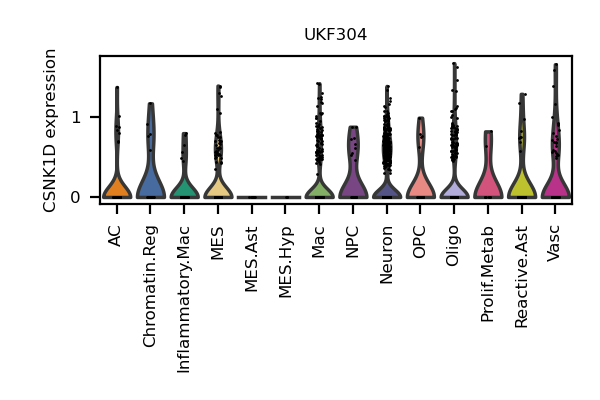 UKF304
CSNK1D expression
1
0
AC
Chromatin.Reg
Inflammatory.Mac
MES
MES.Ast
MES.Hyp
Mac
NPC
Neuron
OPC
Oligo
Prolif.Metab
Reactive.Ast
Vasc